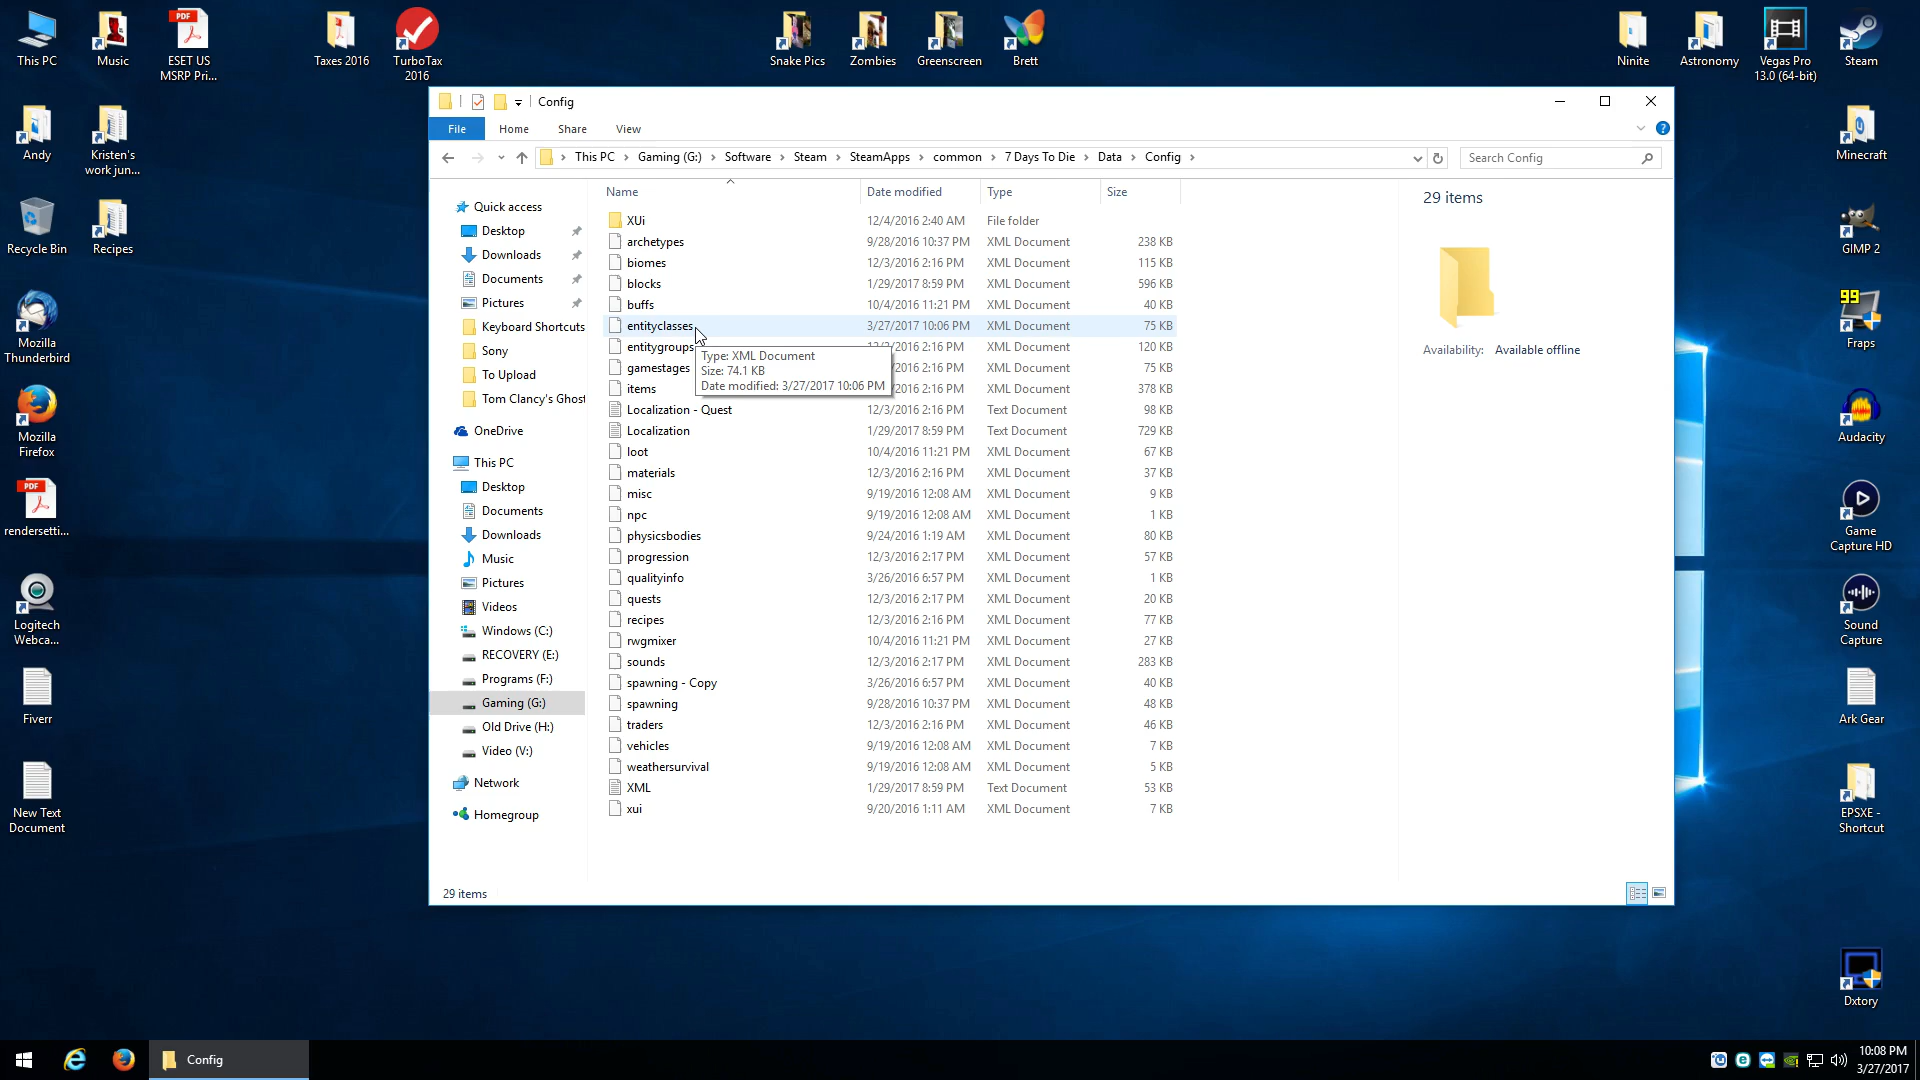 This PC
Music
ESET US
MSRP Pri...
Taxes 2016
TurboTax
2016
Snake Pics
Zombies
Greenscreen
Brett
Ninite
Astronomy
Vegas Pro
13.0 (64-bit)
Steam
Andy
Kristen's
work jun...
Recycle Bin
Recipes
Mozilla
Thunderbird
Mozilla
Firefox
PDF
rendersetti...
Logitech
Webca...
Fiverr
New Text
Document
Config
File Home Share View
This PC Gaming (G:) Software Steam SteamApps common 7 Days To Die Data Config
Search Config
Quick access
Desktop
Downloads
Documents
Pictures
Keyboard Shortcuts
Sony
To Upload
Tom Clancy's Ghost
OneDrive
This PC
Desktop
Documents
Downloads
Music
Pictures
Videos
Windows (C:)
RECOVERY (E:)
Programs (F:)
Gaming (G:)
Old Drive (H:)
Video (V:)
Network
Homegroup
Name Date modified Type Size
XUi 12/4/2016 2:40 AM File folder
archetypes 9/28/2016 10:37 PM XML Document 238 KB
biomes 12/3/2016 2:16 PM XML Document 115 KB
blocks 1/29/2017 8:59 PM XML Document 596 KB
buffs 10/4/2016 11:21 PM XML Document 40 KB
entityclasses 3/27/2017 10:06 PM XML Document 75 KB
entitygroups 2:16 PM XML Document 120 KB
gamestages 2:16 PM XML Document 75 KB
items 2:16 PM XML Document 378 KB
Type: XML Document
Size: 74.1 KB
Date modified: 3/27/2017 10:06 PM
Localization - Quest 12/3/2016 2:16 PM Text Document 98 KB
Localization 1/29/2017 8:59 PM Text Document 729 KB
loot 10/4/2016 11:21 PM XML Document 67 KB
materials 12/3/2016 2:16 PM XML Document 37 KB
misc 9/19/2016 12:08 AM XML Document 9 KB
npc 9/19/2016 12:08 AM XML Document 1 KB
physicsbodies 9/24/2016 1:19 AM XML Document 80 KB
progression 12/3/2016 2:17 PM XML Document 57 KB
qualityinfo 3/26/2016 6:57 PM XML Document 1 KB
quests 12/3/2016 2:17 PM XML Document 20 KB
recipes 12/3/2016 2:16 PM XML Document 77 KB
rwgmixer 10/4/2016 11:21 PM XML Document 27 KB
sounds 12/3/2016 2:17 PM XML Document 283 KB
spawning - Copy 3/26/2016 6:57 PM XML Document 40 KB
spawning 9/28/2016 10:37 PM XML Document 48 KB
traders 12/3/2016 2:16 PM XML Document 46 KB
vehicles 9/19/2016 12:08 AM XML Document 7 KB
weathersurvival 9/19/2016 12:08 AM XML Document 5 KB
XML 1/29/2017 8:59 PM Text Document 53 KB
xui 9/20/2016 1:11 AM XML Document 7 KB
29 items
Availability: Available offline
29 items
Minecraft
GIMP 2
99
Fraps
Audacity
Game
Capture HD
Sound
Capture
Ark Gear
EPSXE -
Shortcut
Dxtory
Config
10:08 PM
3/27/2017